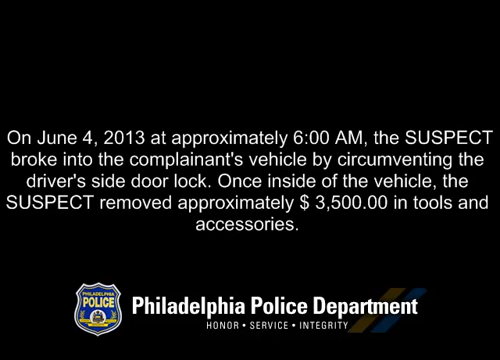 On June 4, 2013 at approximately 6:00 AM, the SUSPECT
broke into the complainant's vehicle by circumventing the
driver's side door lock. Once inside of the vehicle, the
SUSPECT removed approximately $ 3,500.00 in tools and
accessories.
PHILADELPHIA
POLICE
Philadelphia Police Department
HONOR • SERVICE • INTEGRITY